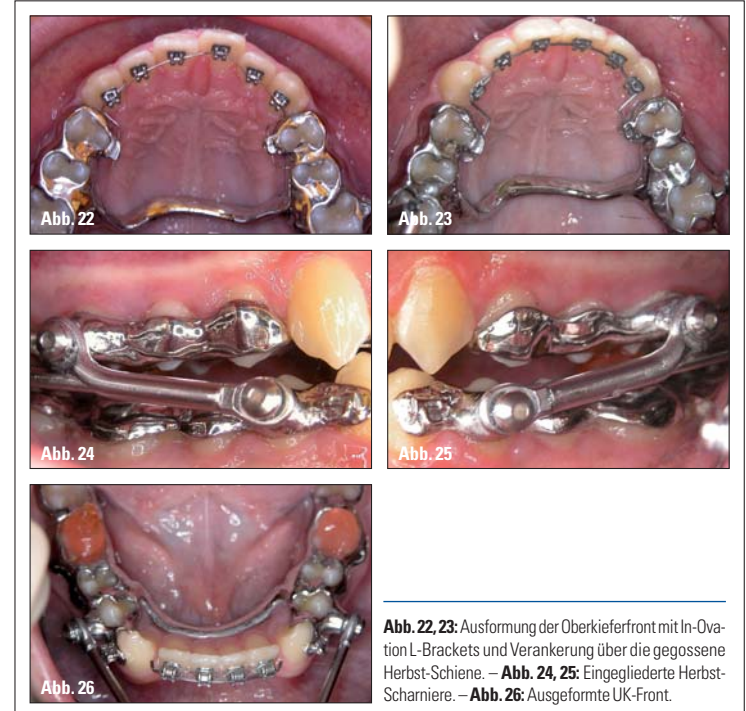 Abb. 22
Abb. 23
Abb. 24
Abb. 25
Abb. 26
Abb. 22, 23: Ausformung der Oberkieferfront mit In-Ova-
tion L-Brackets und Verankerung über die gegossene
Herbst-Schiene. – Abb. 24, 25: Eingegliederte Herbst-
Scharniere. – Abb. 26: Ausgeformte UK-Front.